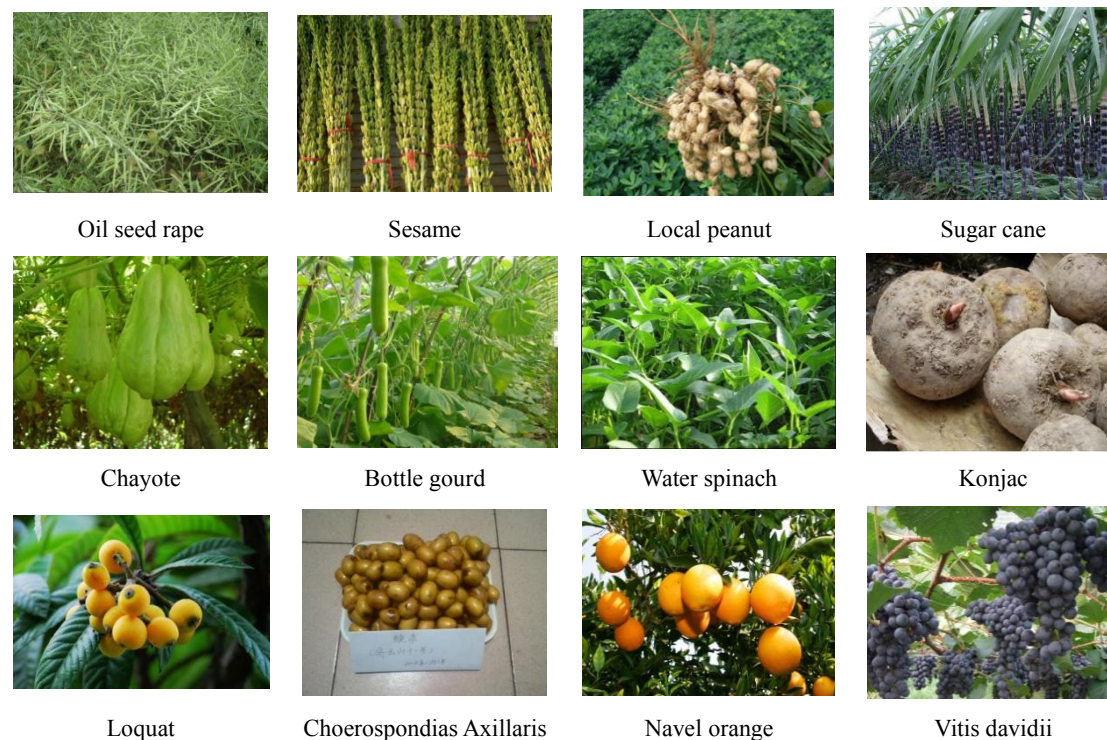 Oil seed rape
Sesame
Local peanut
Sugar cane
Chayote
Bottle gourd
Water spinach
Konjac
Loquat
Choerospondias Axillaris
Navel orange
Vitis davidii